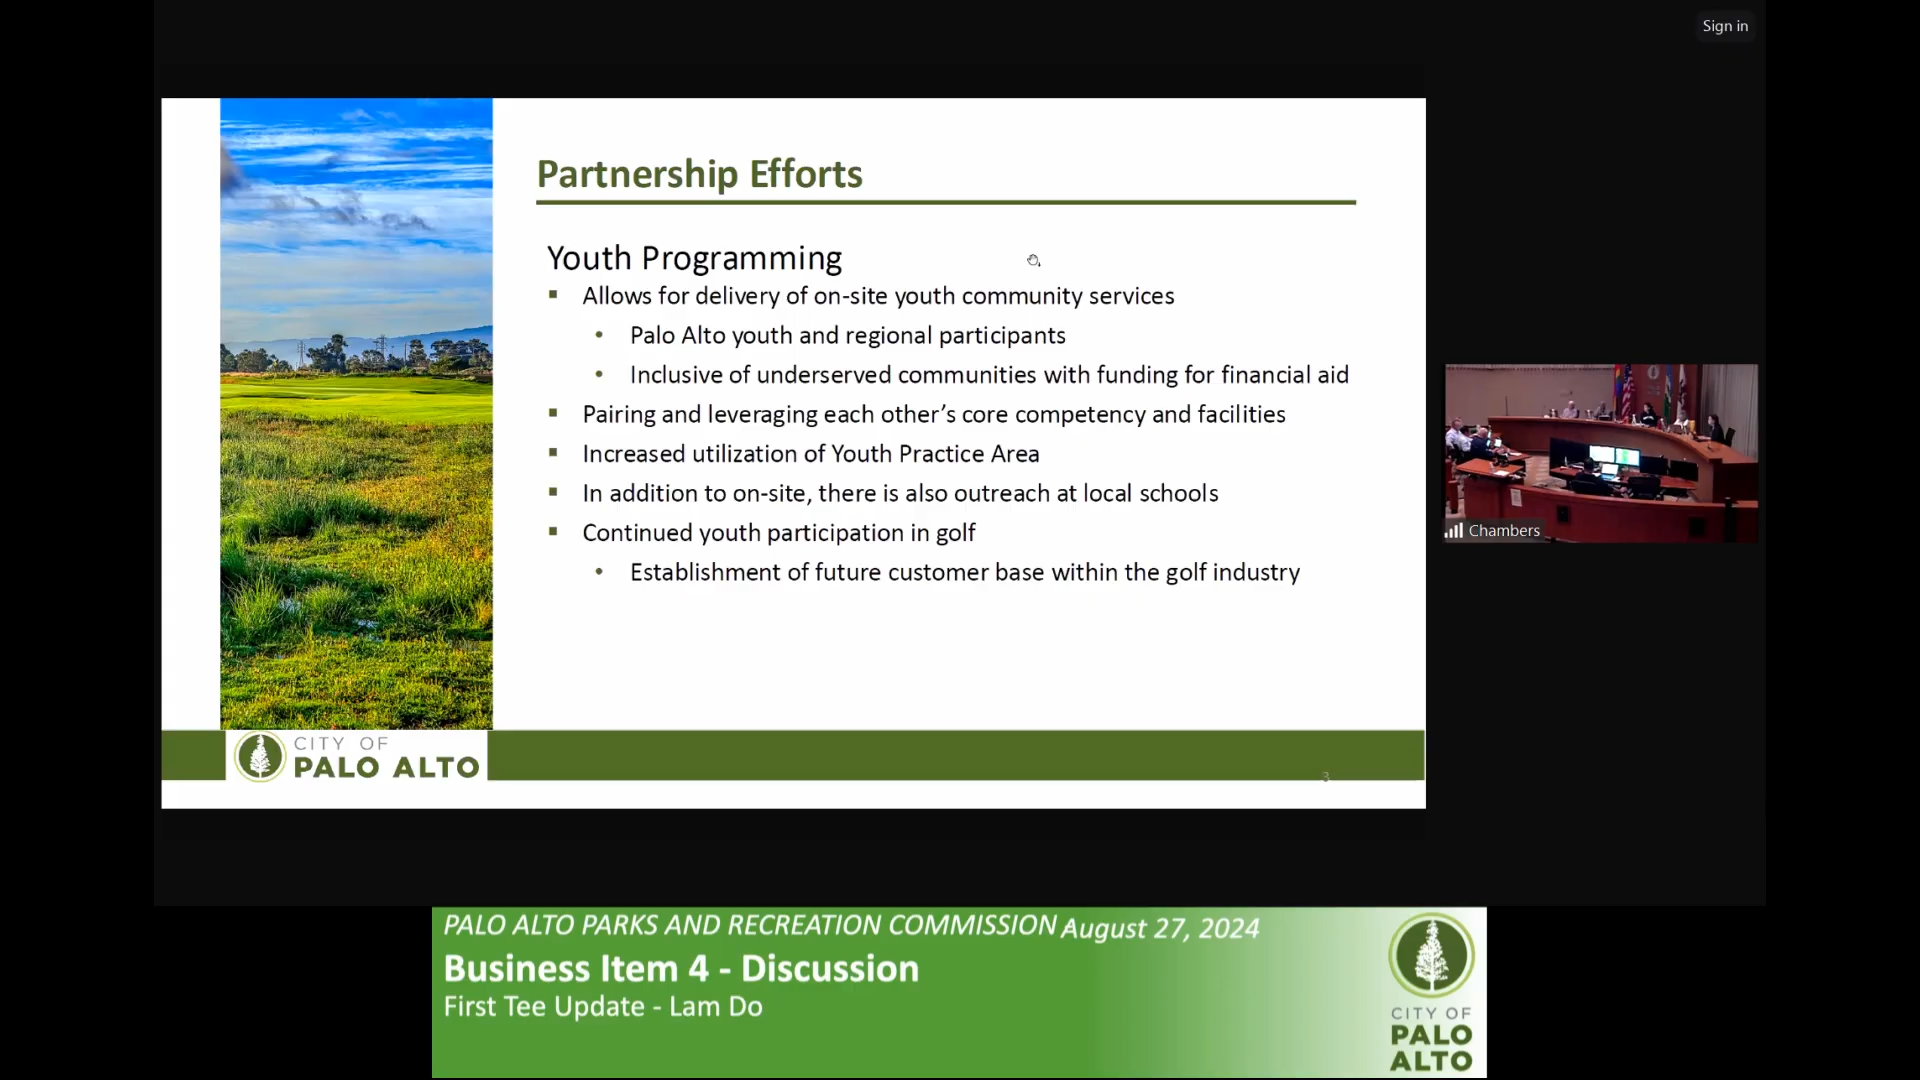 Sign in
Partnership Efforts
Youth Programming
Allows for delivery of on-site youth community services
Palo Alto youth and regional participants
Inclusive of underserved communities with funding for financial aid
Pairing and leveraging each other’s core competency and facilities
Increased utilization of Youth Practice Area
In addition to on-site, there is also outreach at local schools
Continued youth participation in golf
Establishment of future customer base within the golf industry
CITY OF
PALO ALTO
3
Chambers
PALO ALTO PARKS AND RECREATION COMMISSION August 27, 2024
Business Item 4 - Discussion
First Tee Update - Lam Do
CITY OF
PALO
ALTO